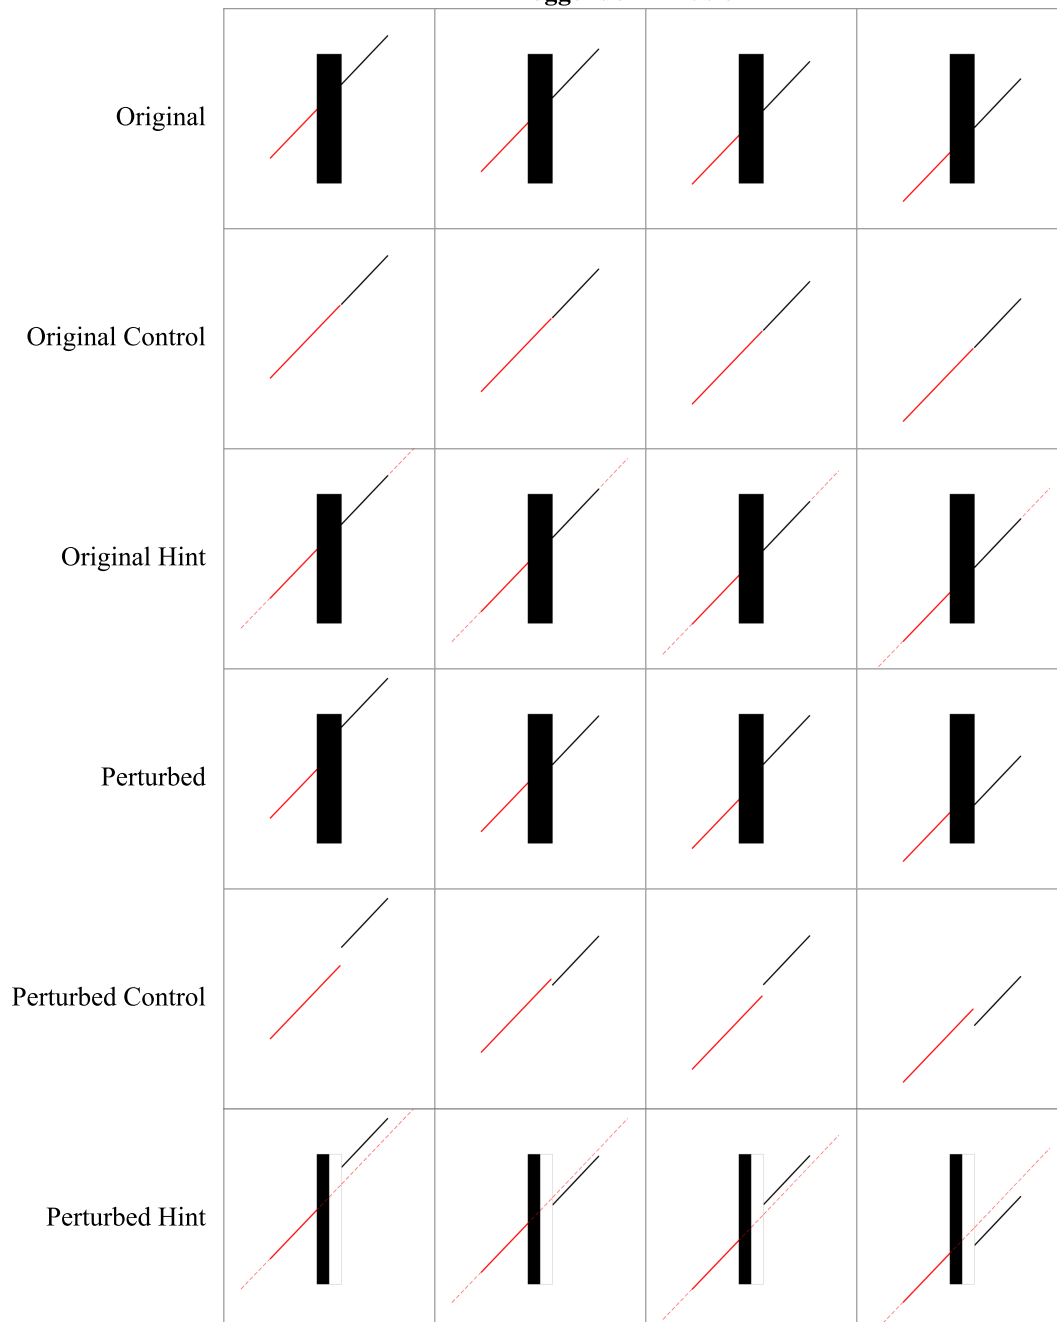 Original
Original Control
Original Hint
Perturbed
Perturbed Control
Perturbed Hint